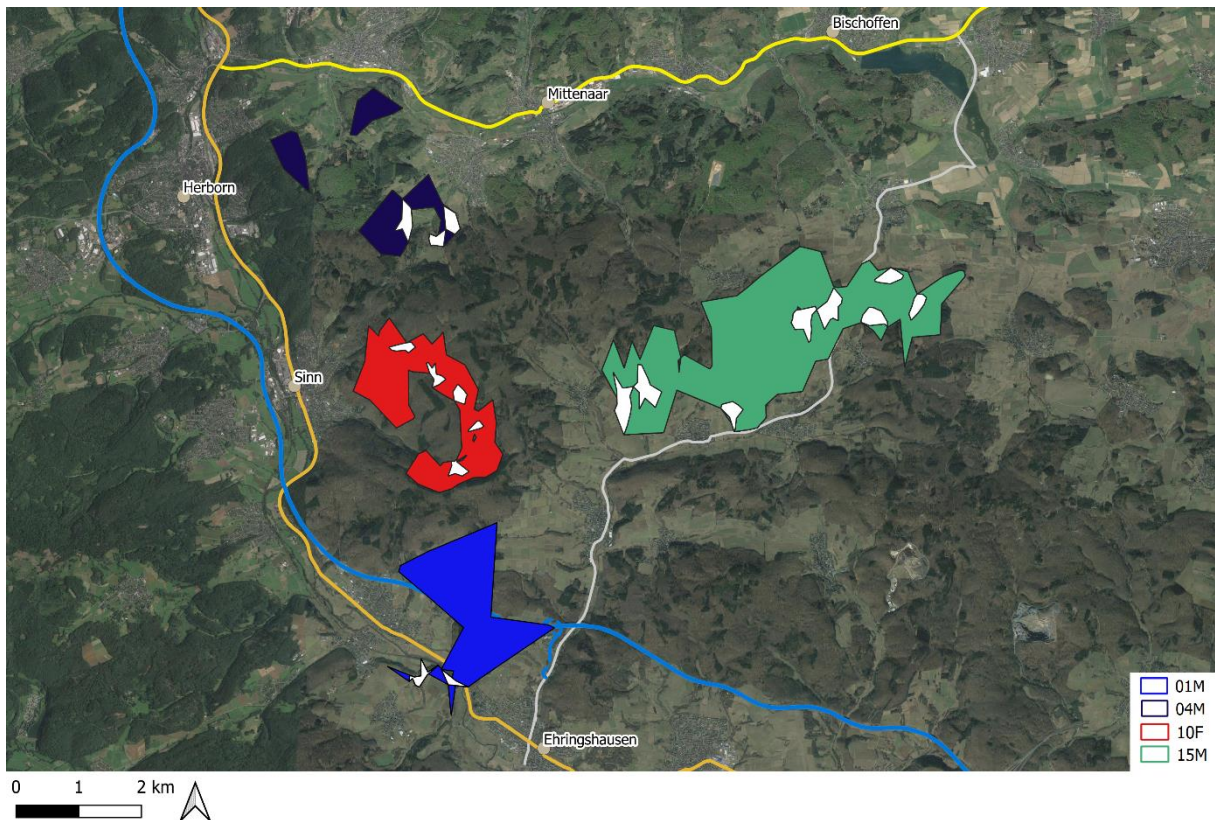 Bischoffen
Mittenaar
Herborn
Sinn
Ehringshausen
01M
04M
10F
15M
0 1 2 km